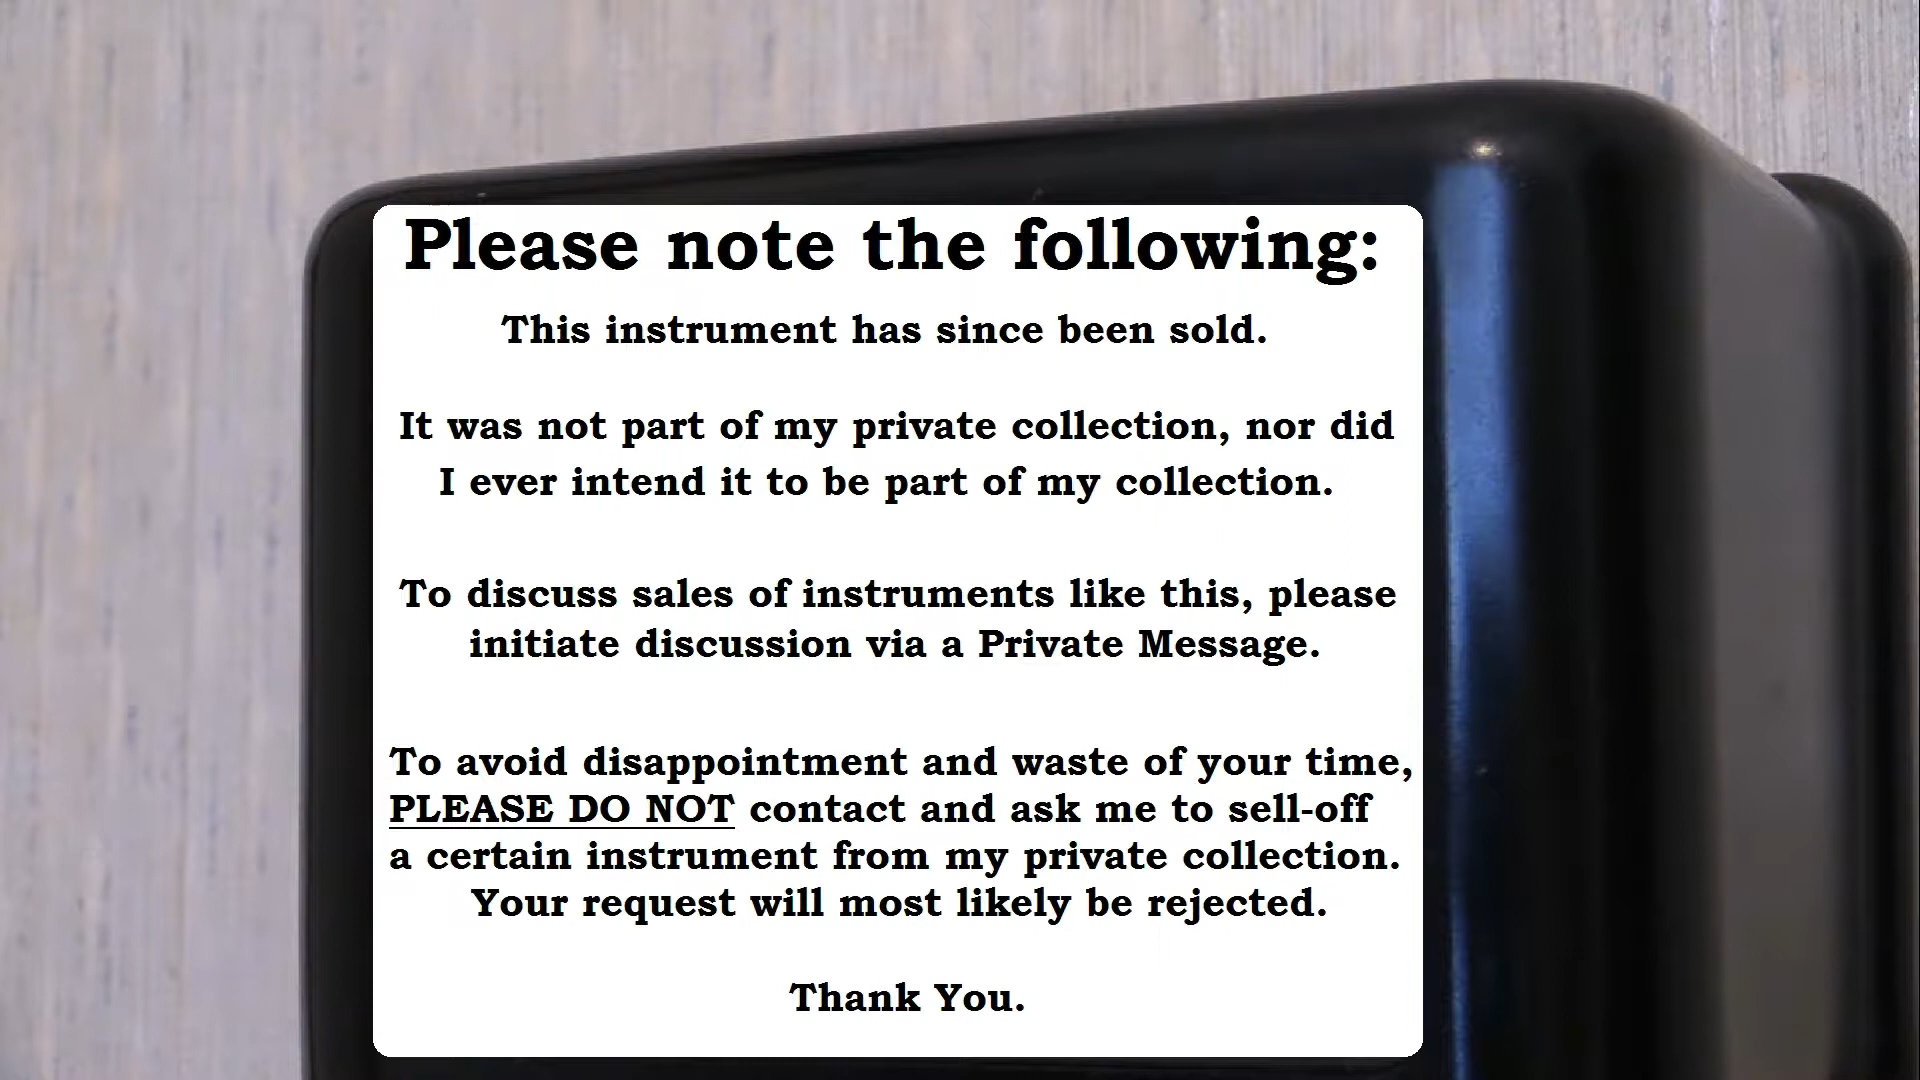 Please note the following:
This instrument has since been sold.
It was not part of my private collection, nor did
I ever intend it to be part of my collection.
To discuss sales of instruments like this, please
initiate discussion via a Private Message.
To avoid disappointment and waste of your time,
PLEASE DO NOT contact and ask me to sell-off
a certain instrument from my private collection.
Your request will most likely be rejected.
Thank You.